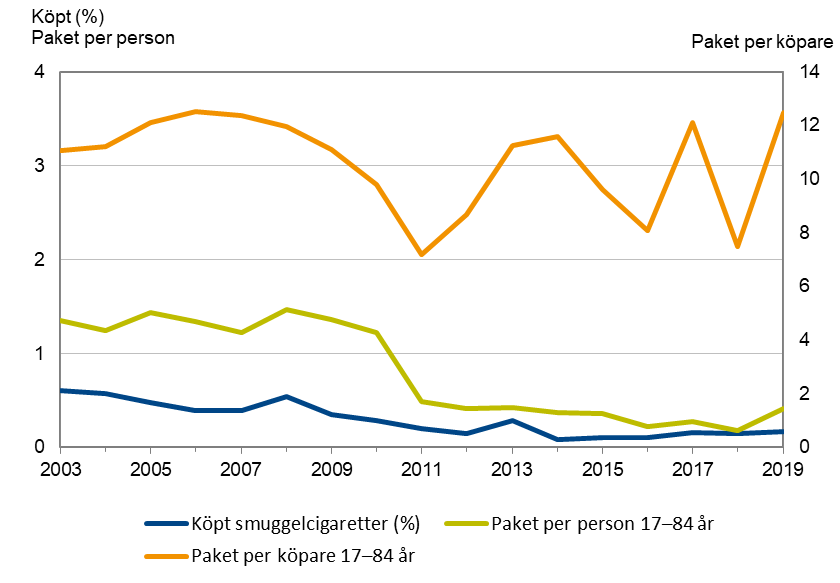 Köpt (%)
Paket per person
Paket per köpare
4
3
2
1
0
14
12
10
8
6
4
2
0
2003 2005 2007 2009 2011 2013 2015 2017 2019
Köpt smuggelcigaretter (%)
Paket per person 17–84 år
Paket per köpare 17–84 år